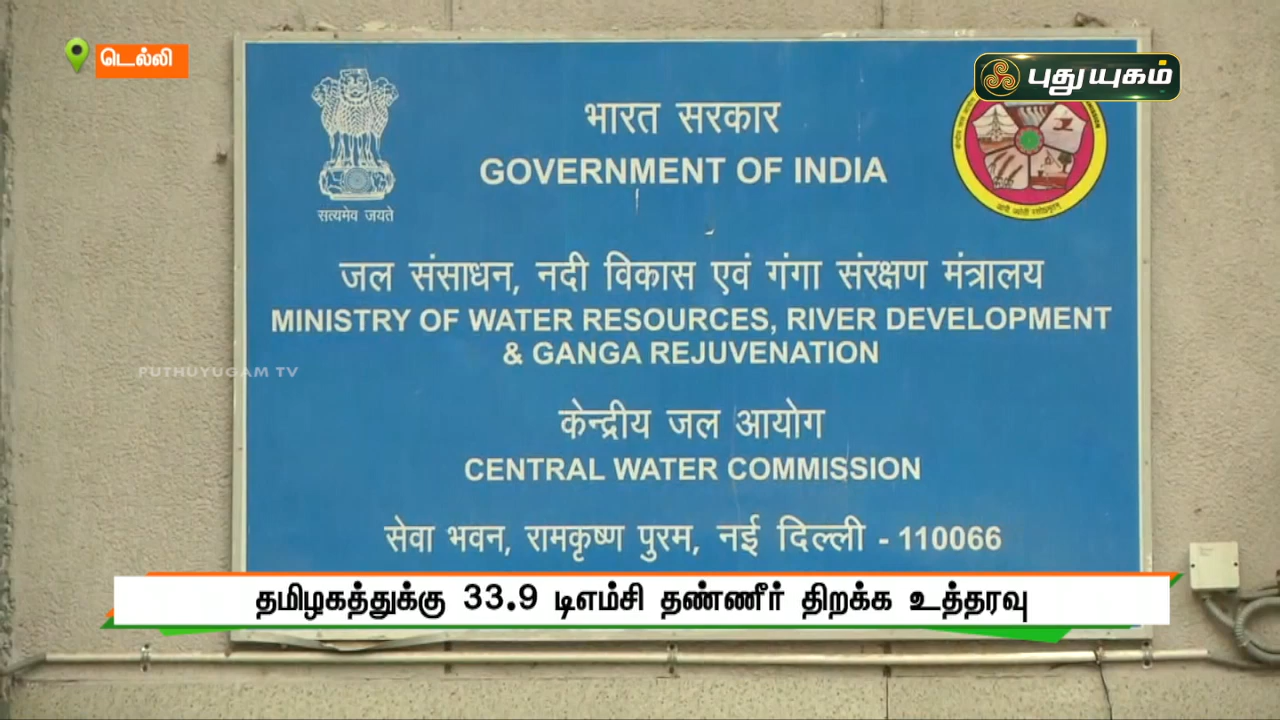 டெல்லி
புதுயுகம்
भारत सरकार
GOVERNMENT OF INDIA
सत्यमेव जयते
जल संसाधन, नदी विकास एवं गंगा संरक्षण मंत्रालय
MINISTRY OF WATER RESOURCES, RIVER DEVELOPMENT
& GANGA REJUVENATION
PUTHUYUGAM TV
केन्द्रीय जल आयोग
CENTRAL WATER COMMISSION
सेवा भवन, रामकृष्ण पुरम, नई दिल्ली - 110066
தமிழகத்துக்கு 33.9 டிஎம்சி தண்ணீர் திறக்க உத்தரவு